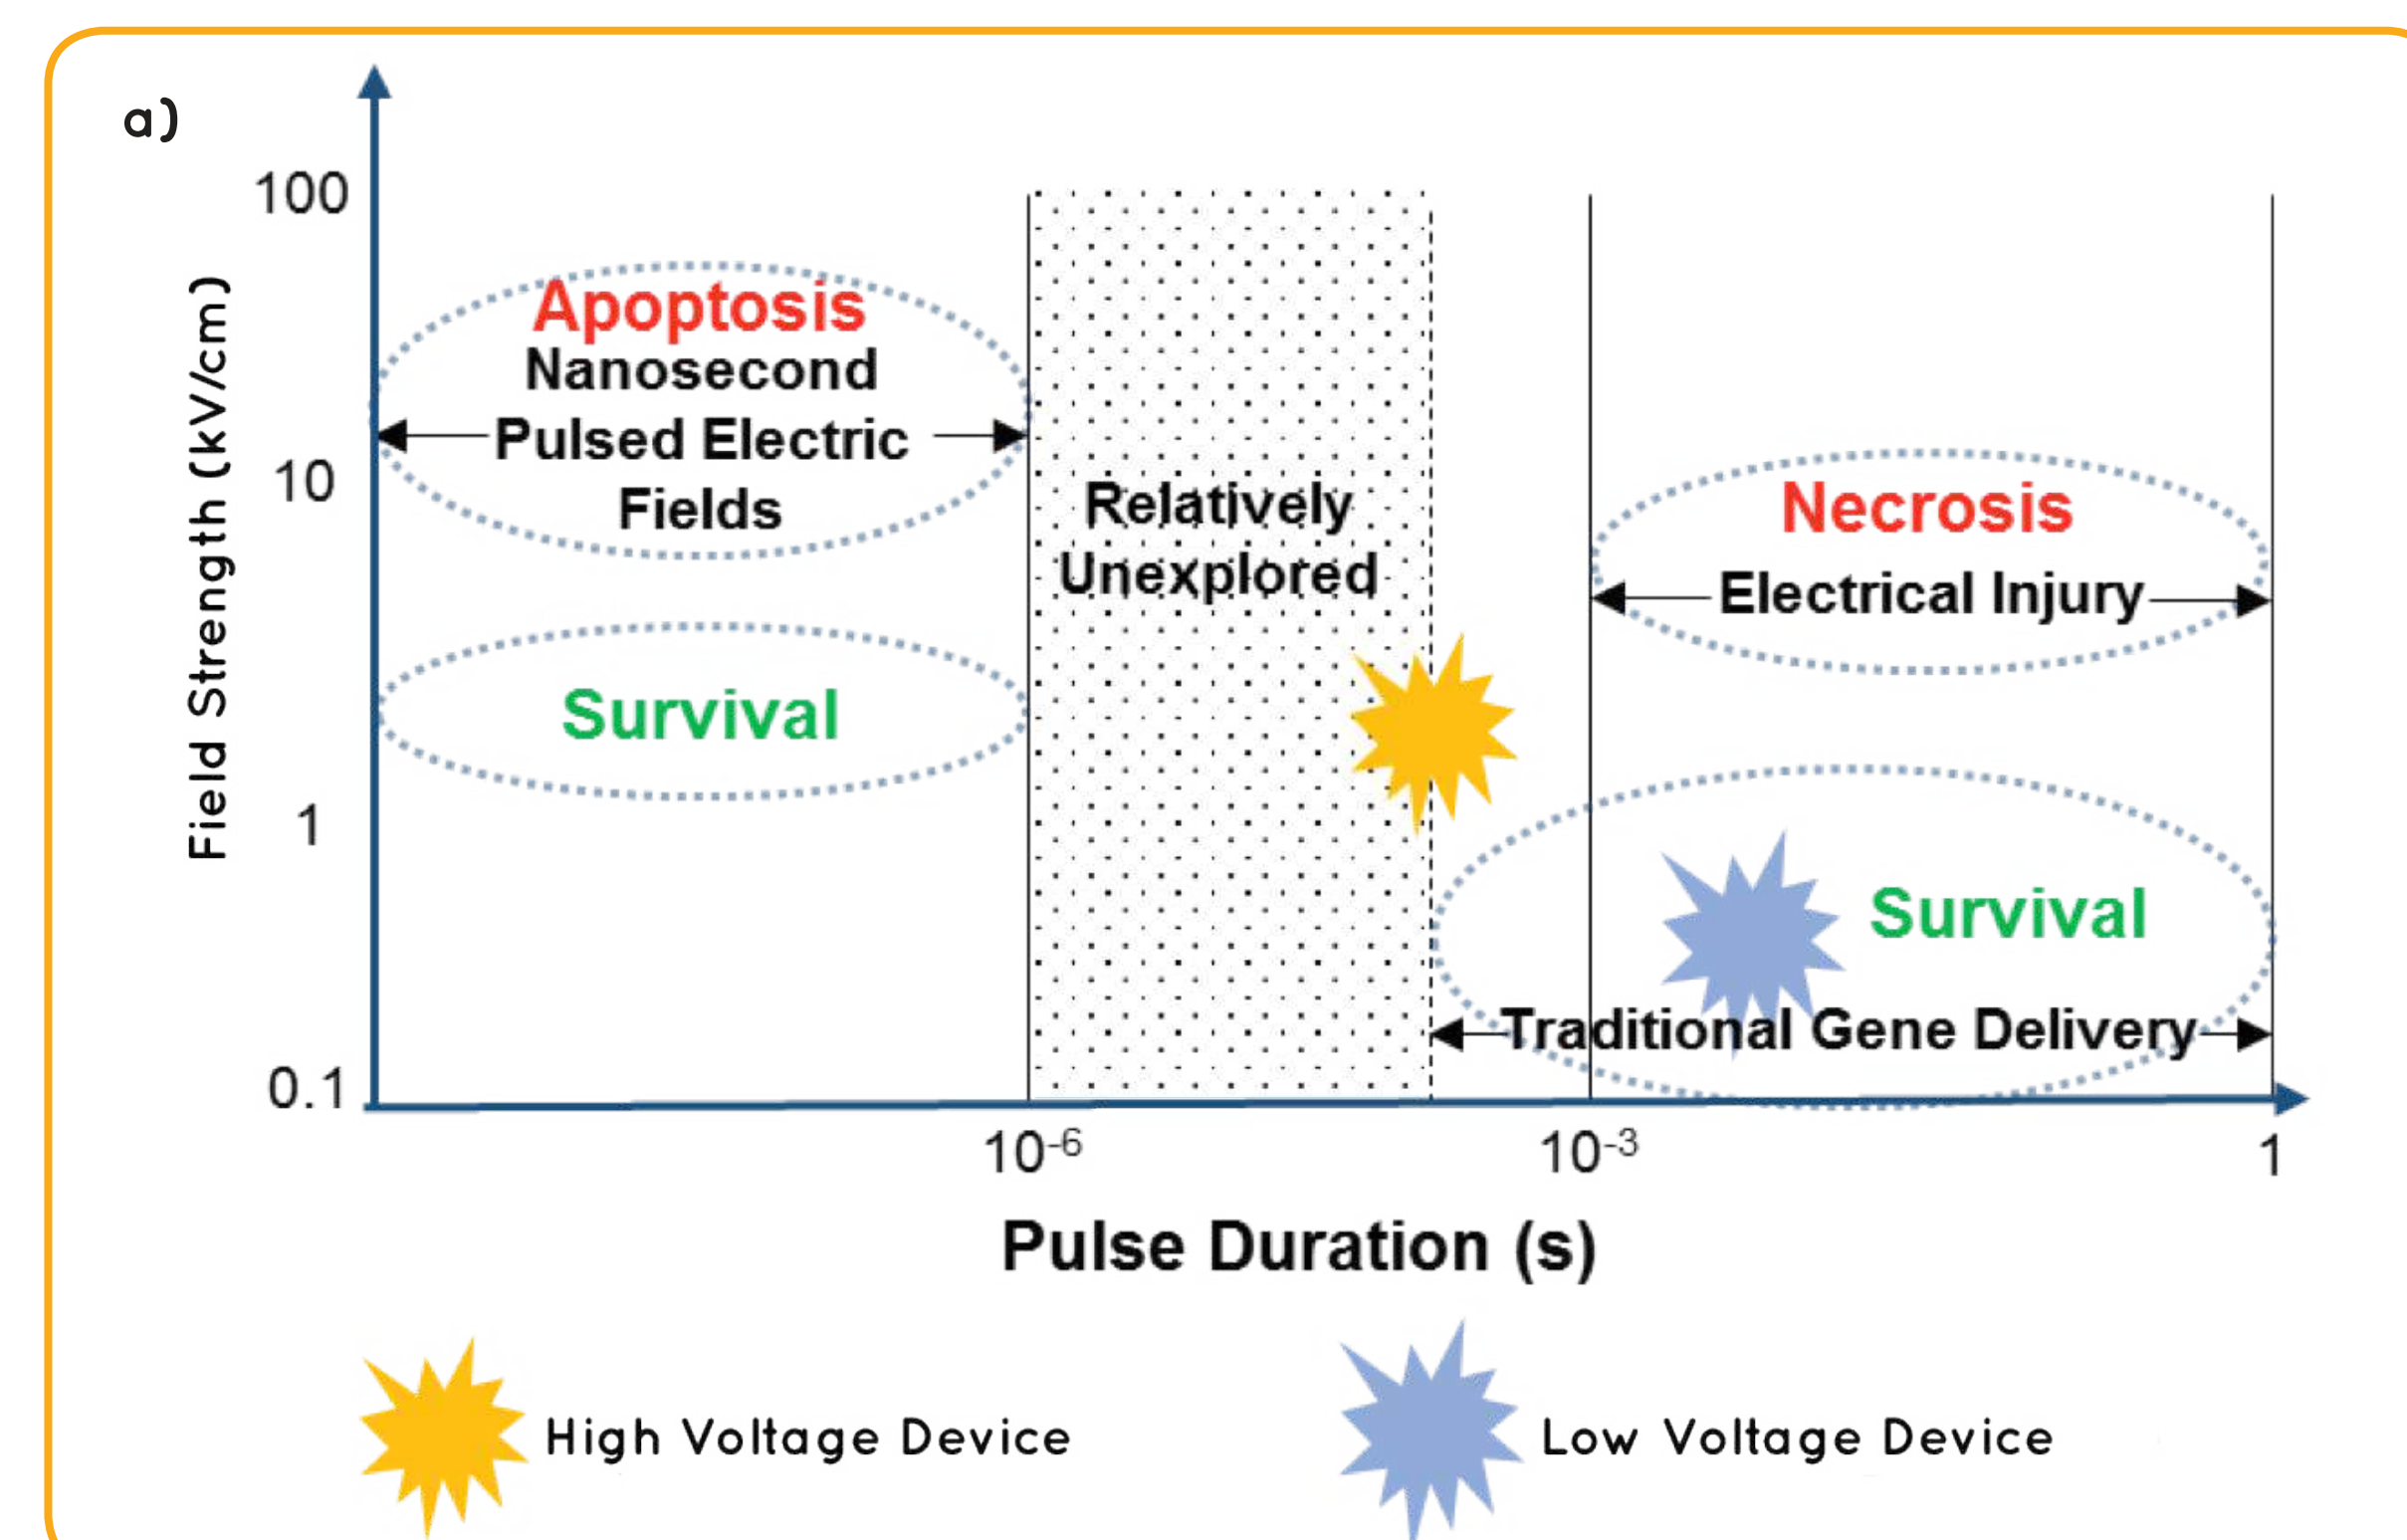 a)
Field Strength (kV/cm)
100
10
1
0.1
Apoptosis
Nanosecond
Pulsed Electric
Fields
Survival
Relatively
Unexplored
Necrosis
Electrical Injury
Survival
Traditional Gene Delivery
10⁻⁶
10⁻³
1
Pulse Duration (s)
High Voltage Device
Low Voltage Device